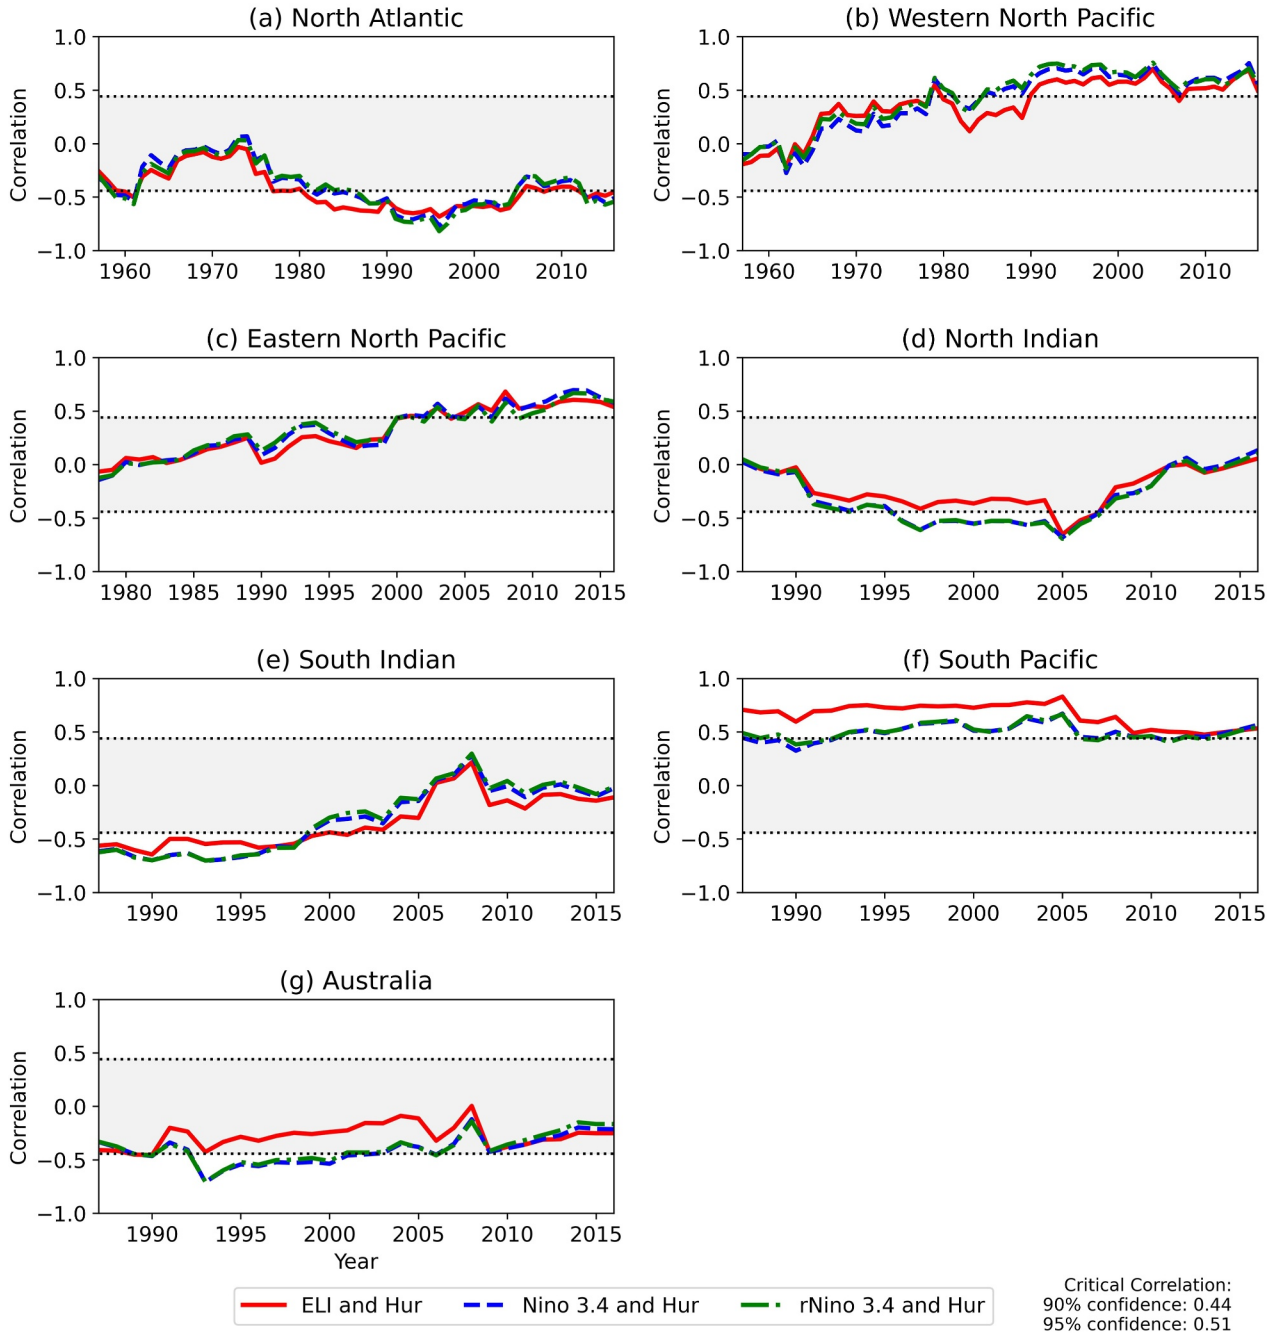 (a) North Atlantic
1.0
0.5
0.0
−0.5
−1.0
Correlation
1960 1970 1980 1990 2000 2010
(b) Western North Pacific
1.0
0.5
0.0
−0.5
−1.0
Correlation
1960 1970 1980 1990 2000 2010
(c) Eastern North Pacific
1.0
0.5
0.0
−0.5
−1.0
Correlation
1980 1985 1990 1995 2000 2005 2010 2015
(d) North Indian
1.0
0.5
0.0
−0.5
−1.0
Correlation
1990 1995 2000 2005 2010 2015
(e) South Indian
1.0
0.5
0.0
−0.5
−1.0
Correlation
1990 1995 2000 2005 2010 2015
(f) South Pacific
1.0
0.5
0.0
−0.5
−1.0
Correlation
1990 1995 2000 2005 2010 2015
(g) Australia
1.0
0.5
0.0
−0.5
−1.0
Correlation
1990 1995 2000 2005 2010 2015
Year
ELI and Hur Nino 3.4 and Hur rNino 3.4 and Hur
Critical Correlation:
90% confidence: 0.44
95% confidence: 0.51